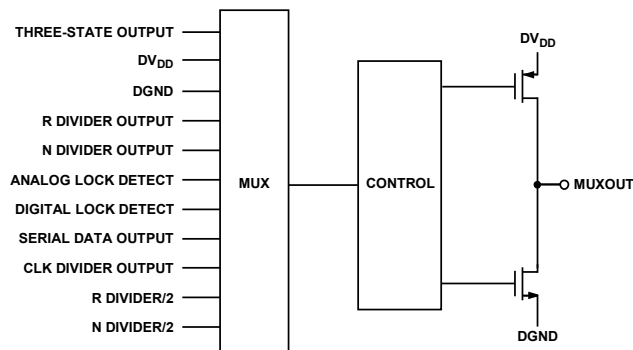 THREE-STATE OUTPUT
DVDD
DGND
R DIVIDER OUTPUT
N DIVIDER OUTPUT
ANALOG LOCK DETECT
DIGITAL LOCK DETECT
SERIAL DATA OUTPUT
CLK DIVIDER OUTPUT
R DIVIDER/2
N DIVIDER/2
MUX
CONTROL
DVDD
MUXOUT
DGND